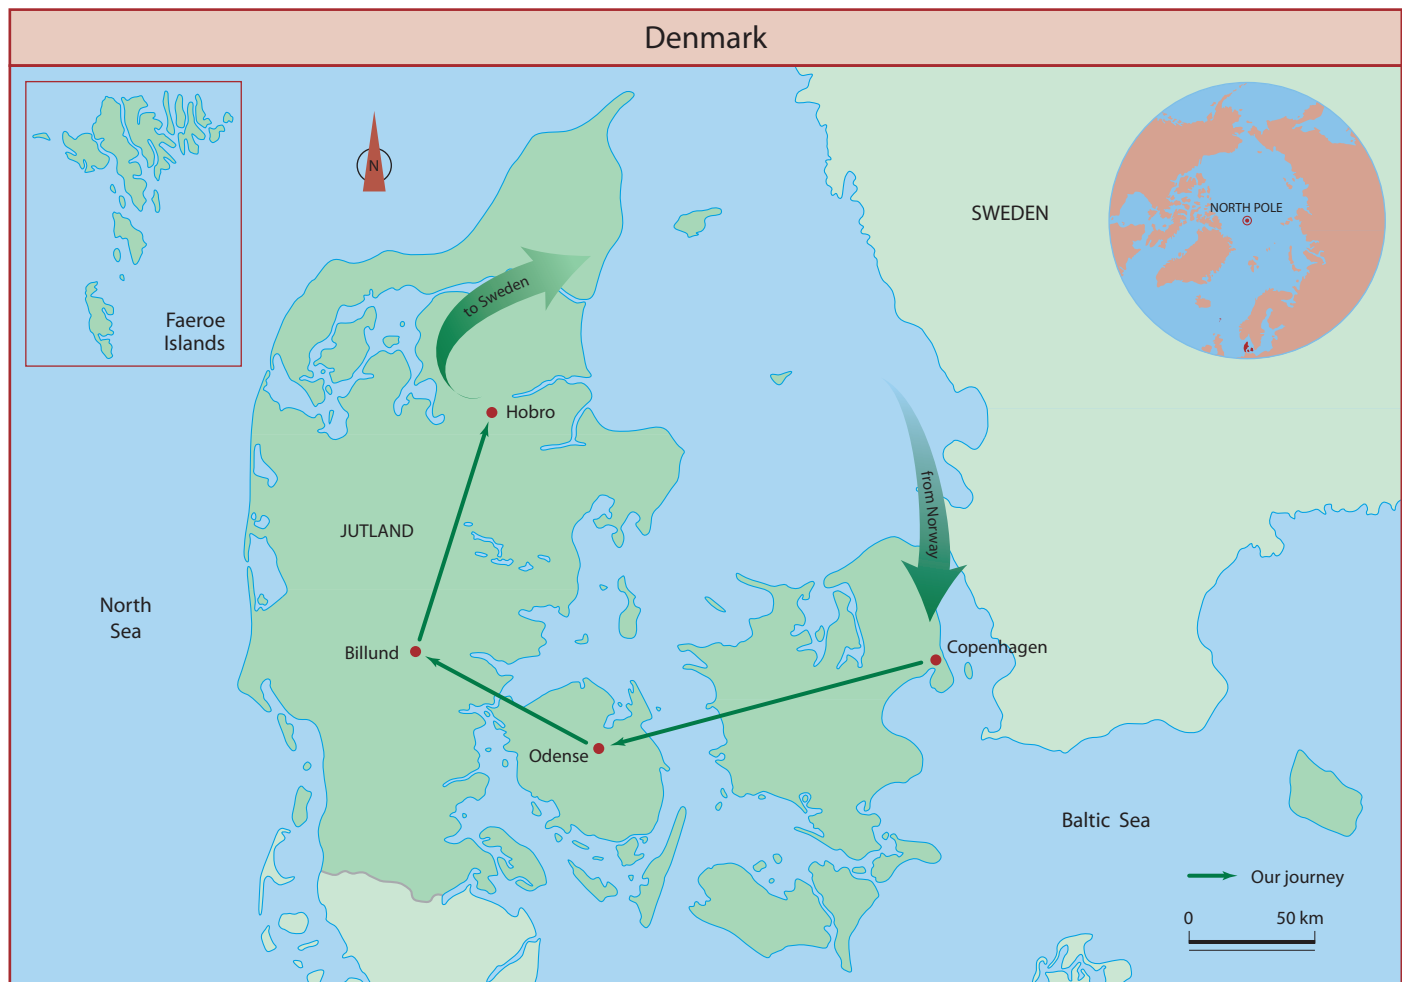 Denmark
N
SWEDEN
NORTH POLE
Faeroe
Islands
to Sweden
Hobro
from Norway
JUTLAND
North
Sea
Billund
Copenhagen
Odense
Baltic Sea
Our journey
0 50 km